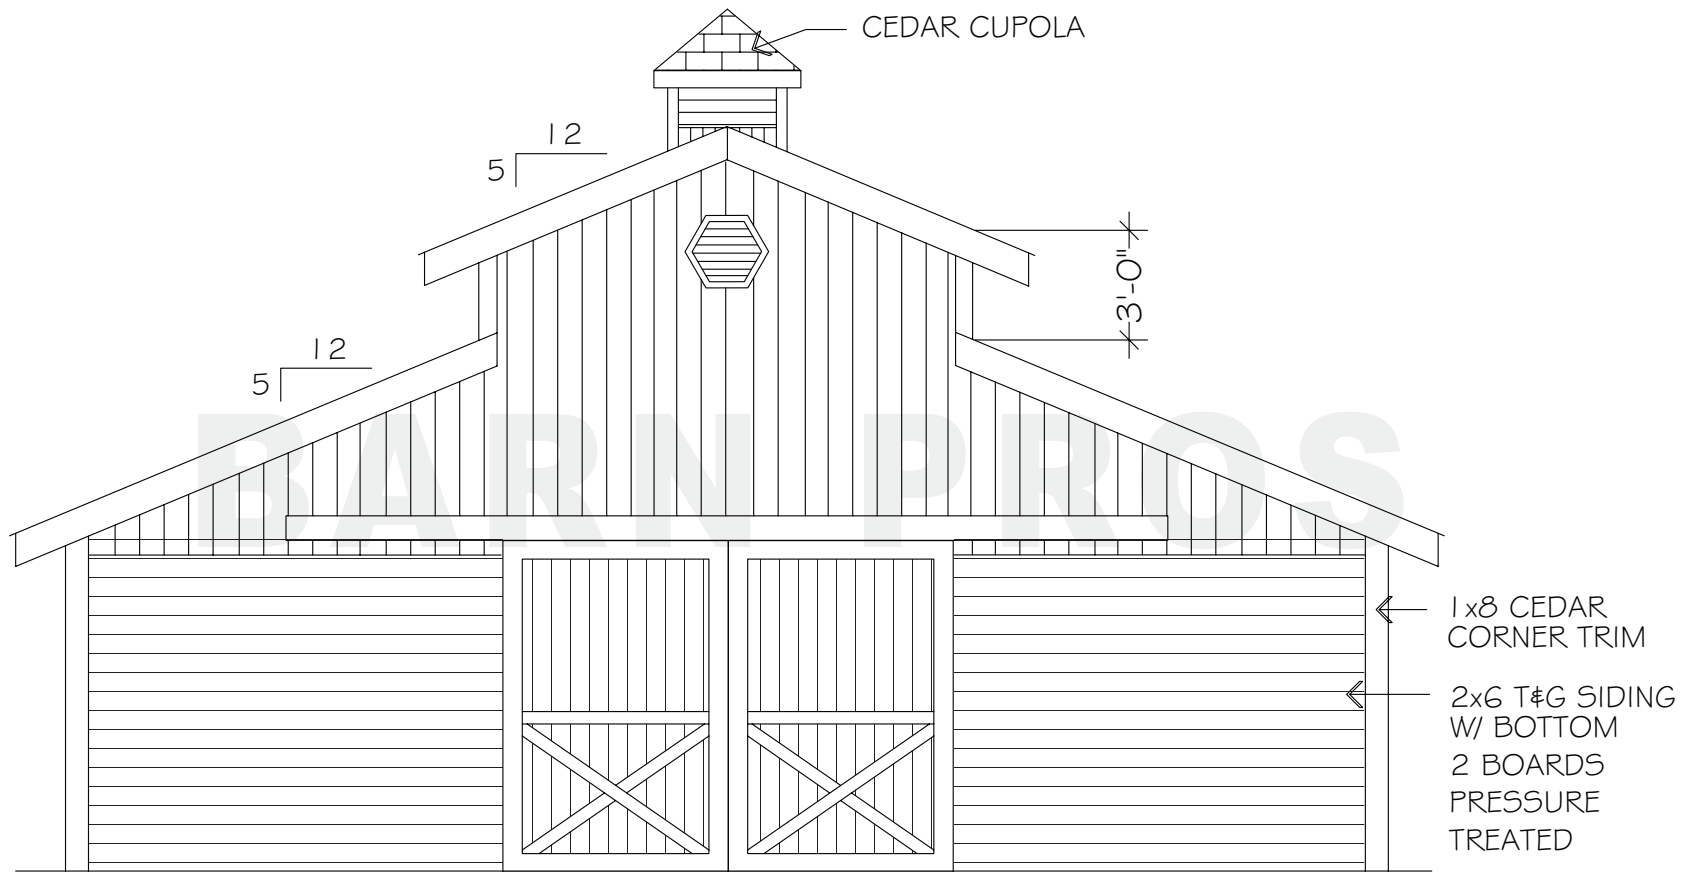 CEDAR CUPOLA
12
5
3'-0"
12
5
BARN PROS
1x8 CEDAR
CORNER TRIM
2x6 T&G SIDING
W/ BOTTOM
2 BOARDS
PRESSURE
TREATED